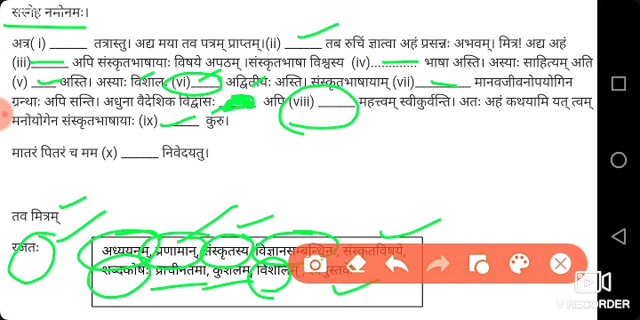 सस्नेह नमोनमः।
अत्र( i) ______ तत्रास्तु। अद्य मया तव पत्रम् प्राप्तम्।(ii) ______ तब रुचिं ज्ञात्वा अहं प्रसन्नः अभवम्। मित्र! अद्य अहं
(iii)______ अपि संस्कृतभाषायाः विषये अपठम् ।संस्कृतभाषा विश्वस्य (iv)............ भाषा अस्ति। अस्याः साहित्यम् अति
(v) ____ अस्ति। अस्याः विशालः (vi)____ अद्वितीयः अस्ति। संस्कृतभाषायाम् (vii)______ मानवजीवनोपयोगिन
ग्रन्थाः अपि सन्ति। अधुना वैदेशिक विद्वासः अपि (viii) ______ महत्त्वम् स्वीकुर्वन्ति। अतः अहं कथयामि यत् त्वम्
मनोयोगेन संस्कृतभाषायाः (ix) ______ कुरु।
मातरं पितरं च मम (x) ______ निवेदयतु।
तव मित्रम्
रजतः
अध्ययनम्, प्रणामान्, संस्कृतस्य, विज्ञानसम्बन्धिनः, संस्कृतविषये,
शब्दकोषः प्राचीनतमा, कुशलम्, विशालम्,
V RECORDER